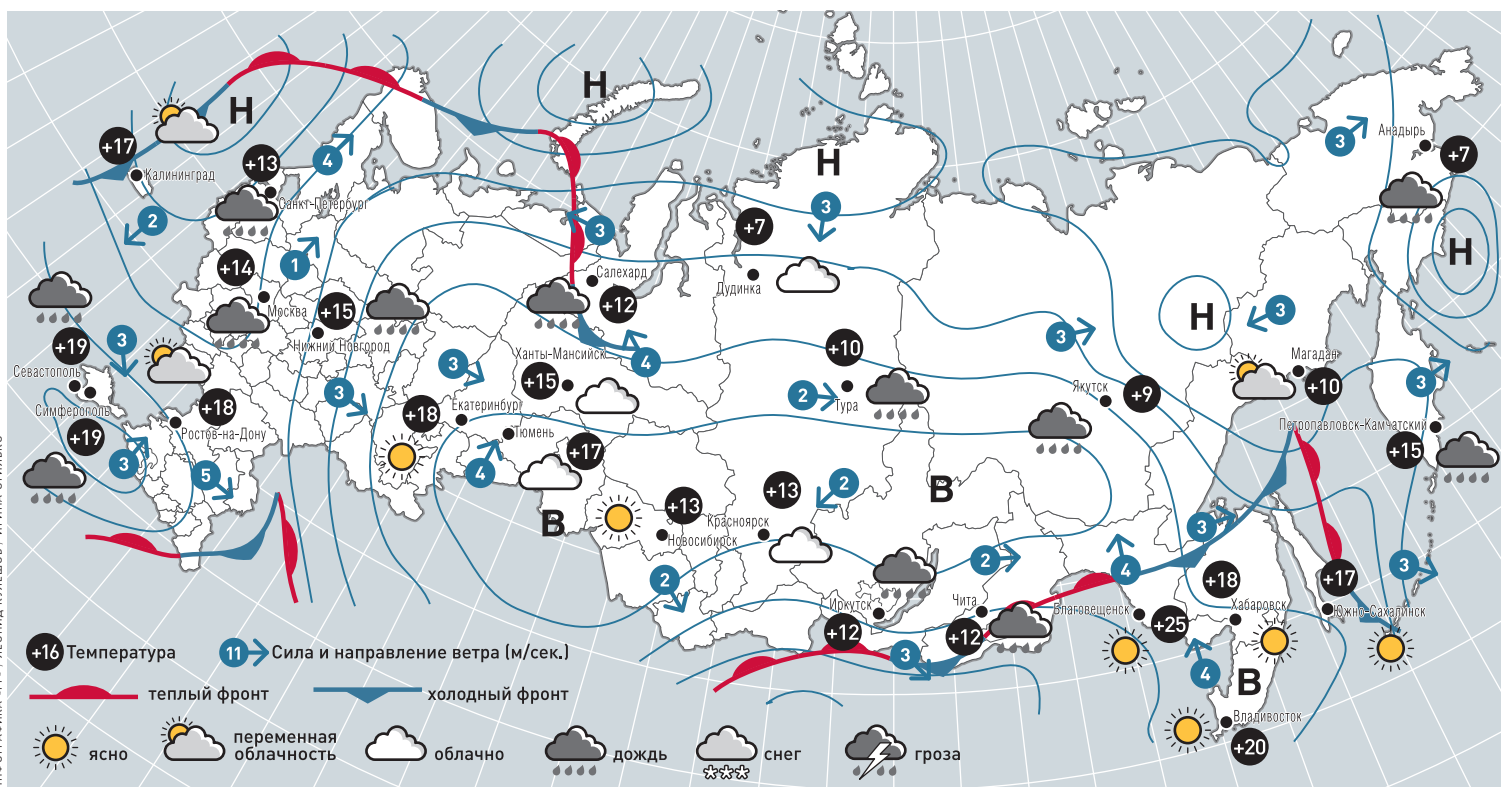 Н
Н
Н
Анадырь
3
+7
+17
Калининград
+13
4
Санкт-Петербург
2
3
3
+7
Н
+14
1
Салехард
+12
Дудинка
Москва
+15
Нижний Новгород
Н
3
3
+19
3
Севастополь
Симферополь
+19
+18
Ростов-на-Дону
3
5
3
3
+18
Екатеринбург
Ханты-Мансийск
+15
4
Тюмень
+17
4
+10
2
Тура
Якутск
+9
Магадан
+10
3
Петропавловск-Камчатский
+15
В
В
+13
Новосибирск
+13
2
Красноярск
2
3
2
4
3
+17
Южно-Сахалинск
+18
Хабаровск
Иркутск
+12
Чита
+12
3
Благовещенск
+25
4
В
Владивосток
+20
+16 Температура
11 Сила и направление ветра (м/сек.)
теплый фронт
холодный фронт
ясно
переменная
облачность
облачно
дождь
снег
гроза